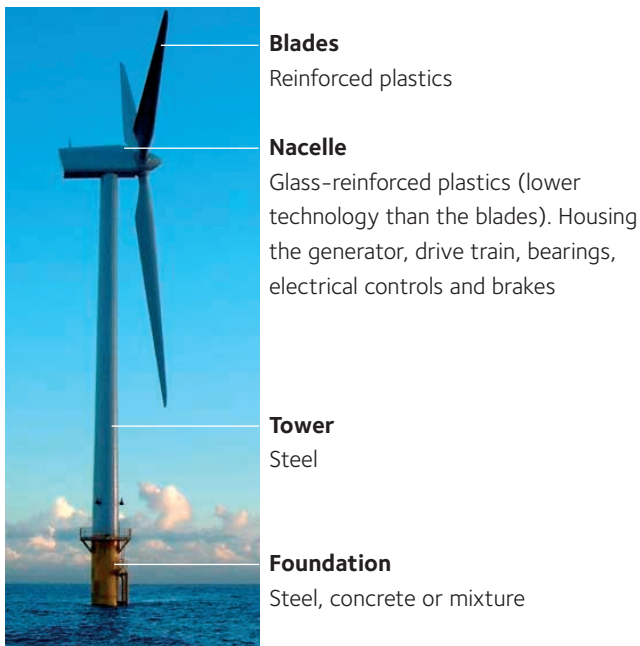 Blades
Reinforced plastics
Nacelle
Glass-reinforced plastics (lower
technology than the blades). Housing
the generator, drive train, bearings,
electrical controls and brakes
Tower
Steel
Foundation
Steel, concrete or mixture